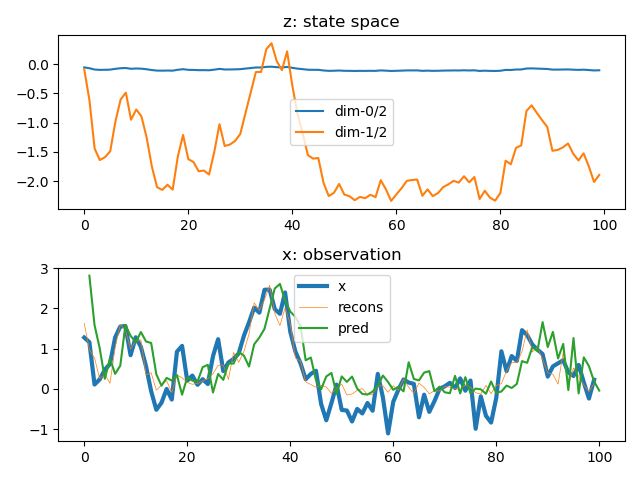 z: state space
0.0
−0.5
−1.0
−1.5
−2.0
dim-0/2
dim-1/2
0 20 40 60 80 100
x: observation
3
2
1
0
−1
x
recons
pred
0 20 40 60 80 100